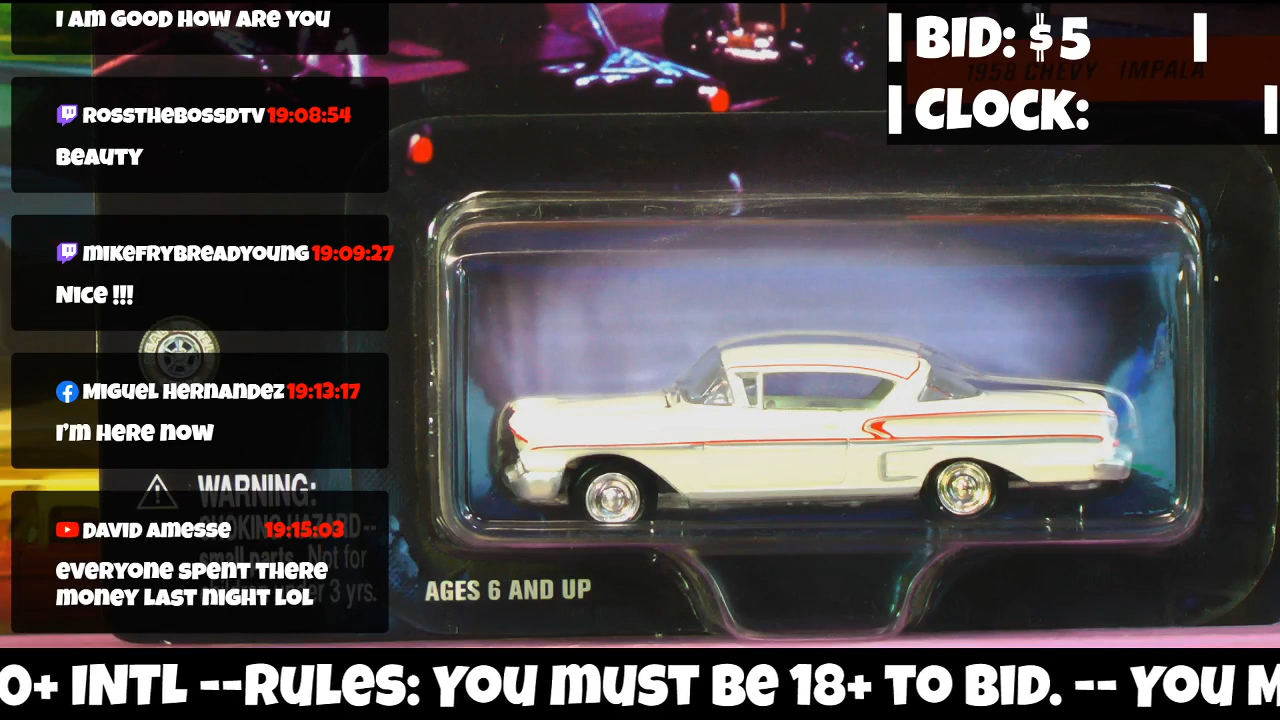 I AM GOOD HOW ARE YOU
ROSSTHEBOSSDTV 19:08:54
BEAUTY
MIKEFRYBREADYOUNG 19:09:27
NICE !!!
MIGUEL HERNANDEZ 19:13:17
I'M HERE NOW
DAVID AMESSE 19:15:03
EVERYONE SPENT THERE
MONEY LAST NIGHT LOL
| BID: $5 |
1958 CHEVY IMPALA
| CLOCK: |
WARNING:
CHOKING HAZARD--
small parts. Not for
children under 3 yrs.
AGES 6 AND UP
0+ INTL --RULES: YOU MUST BE 18+ TO BID. -- YOU M